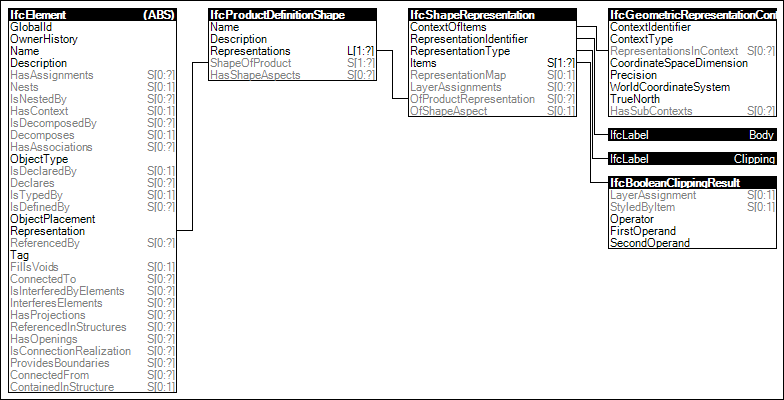 IfcElement (ABS)
GlobalId
OwnerHistory
Name
Description
HasAssignments S[0:?]
Nests S[0:1]
IsNestedBy S[0:?]
HasContext S[0:1]
IsDecomposedBy S[0:?]
Decomposes S[0:1]
HasAssociations S[0:?]
ObjectType
IsDeclaredBy S[0:1]
Declares S[0:?]
IsTypedBy S[0:1]
IsDefinedBy S[0:?]
ObjectPlacement
Representation
ReferencedBy S[0:?]
Tag
FillsVoids S[0:1]
ConnectedTo S[0:?]
IsInterferedByElements S[0:?]
InterferesElements S[0:?]
HasProjections S[0:?]
ReferencedInStructures S[0:?]
HasOpenings S[0:?]
IsConnectionRealization S[0:?]
ProvidesBoundaries S[0:?]
ConnectedFrom S[0:?]
ContainedInStructure S[0:1]
IfcProductDefinitionShape
Name
Description
Representations L[1:?]
ShapeOfProduct S[1:?]
HasShapeAspects S[0:?]
IfcShapeRepresentation
ContextOfItems
RepresentationIdentifier
RepresentationType
Items S[1:?]
RepresentationMap S[0:1]
LayerAssignments S[0:?]
OfProductRepresentation S[0:?]
OfShapeAspect S[0:1]
IfcGeometricRepresentationCon
ContextIdentifier
ContextType
RepresentationsInContext S[0:?]
CoordinateSpaceDimension
Precision
WorldCoordinateSystem
TrueNorth
HasSubContexts S[0:?]
IfcLabel Body
IfcLabel Clipping
IfcBooleanClippingResult
LayerAssignment S[0:1]
StyledByItem S[0:1]
Operator
FirstOperand
SecondOperand